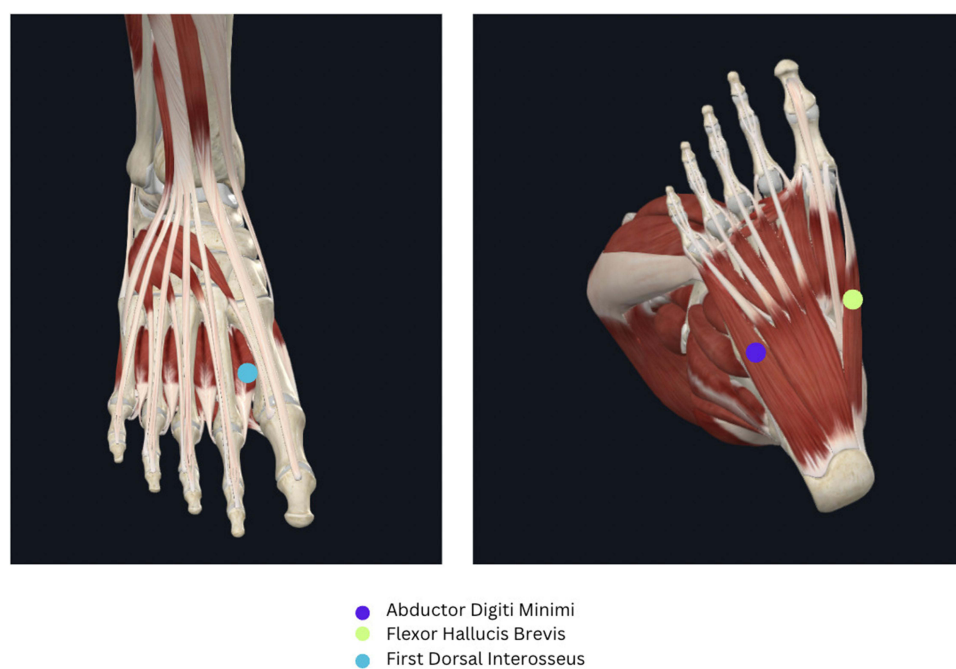 Abductor Digiti Minimi
Flexor Hallucis Brevis
First Dorsal Interosseus